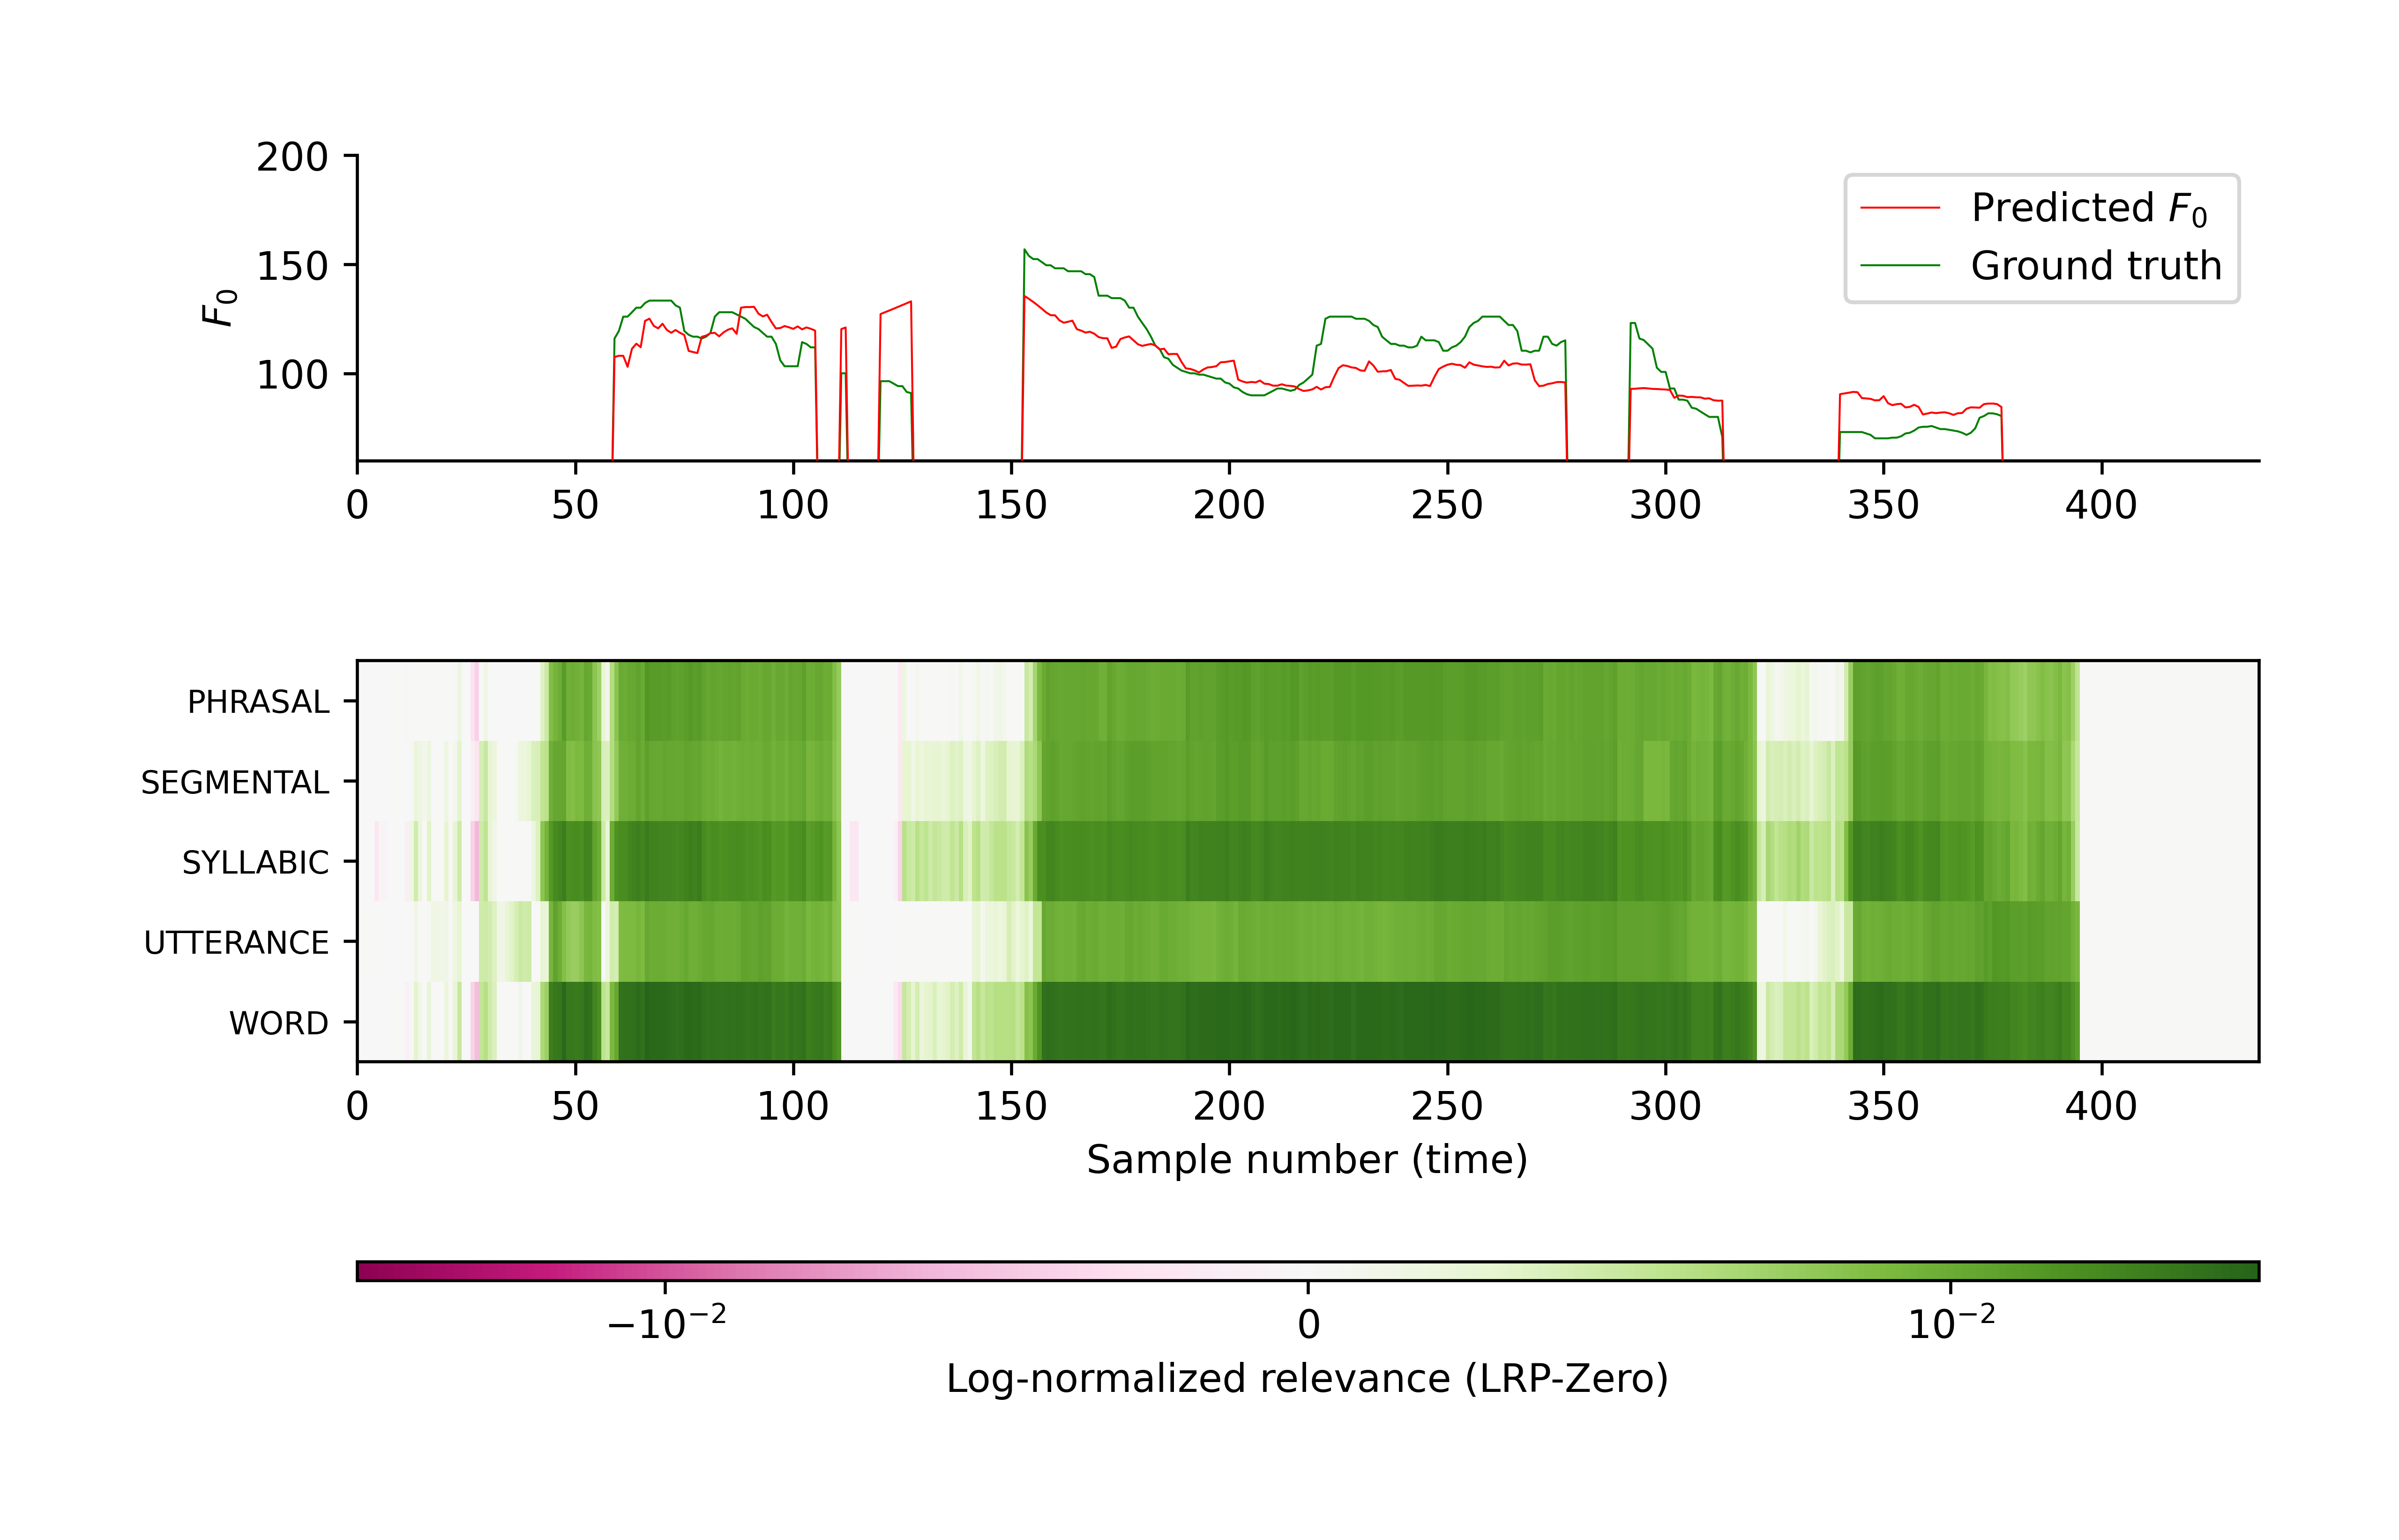 200
150
100
F₀
Predicted F₀
Ground truth
0 50 100 150 200 250 300 350 400
PHRASAL
SEGMENTAL
SYLLABIC
UTTERANCE
WORD
0 50 100 150 200 250 300 350 400
Sample number (time)
−10⁻² 0 10⁻²
Log-normalized relevance (LRP-Zero)